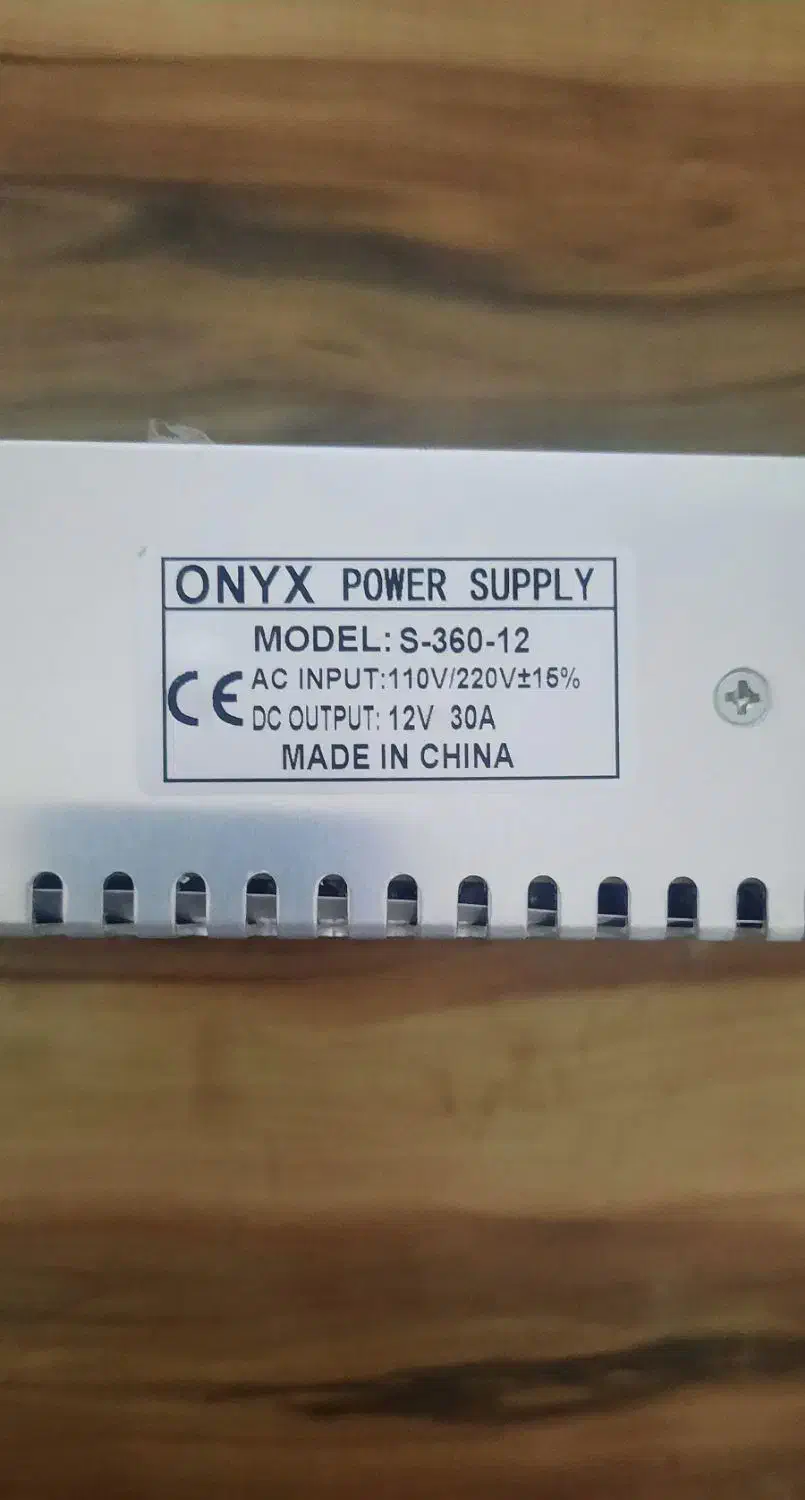 ONYX POWER SUPPLY
MODEL: S-360-12
CE AC INPUT:110V/220V±15%
DC OUTPUT: 12V 30A
MADE IN CHINA